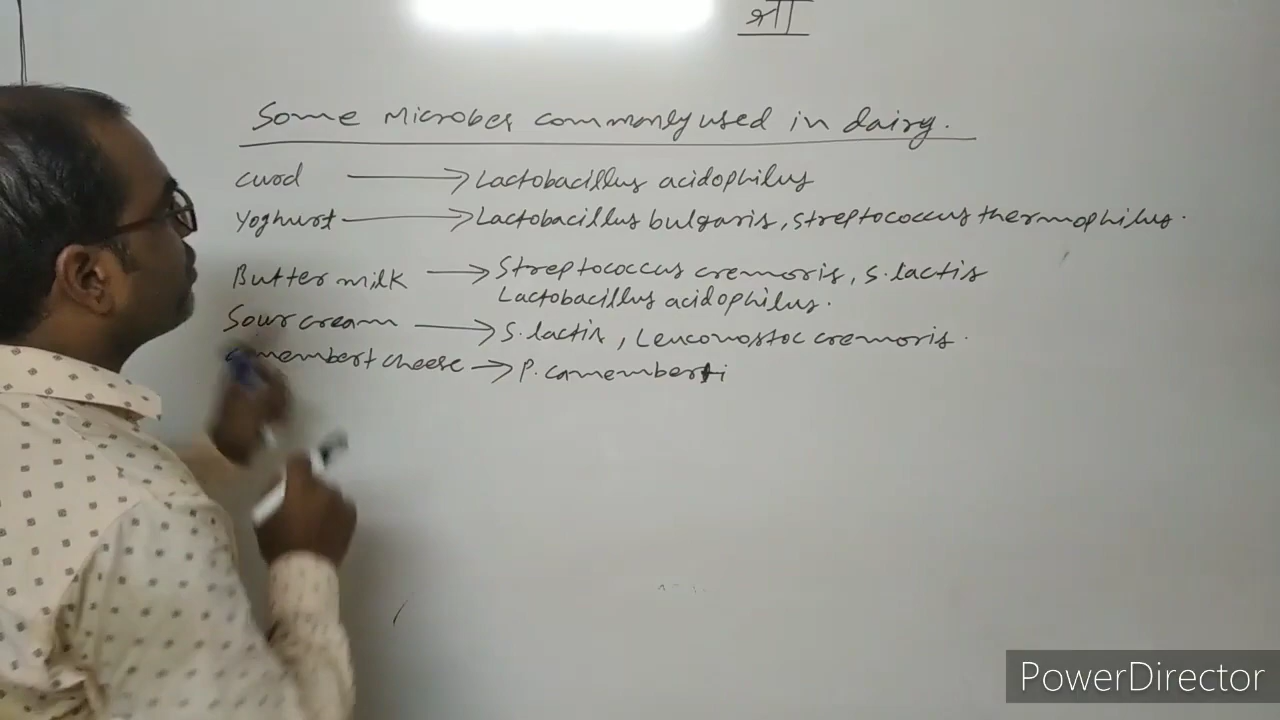 श्री
Some Microbes commonly used in dairy.
curd → Lactobacillus acidophilus
Yoghurt → Lactobacillus bulgaris, Streptococcus thermophilus.
Butter milk → Streptococcus cremoris, S. lactis
Lactobacillus acidophilus.
Sour cream → S. lactis, Leuconostoc cremoris.
camembert cheese → P. camemberti
PowerDirector